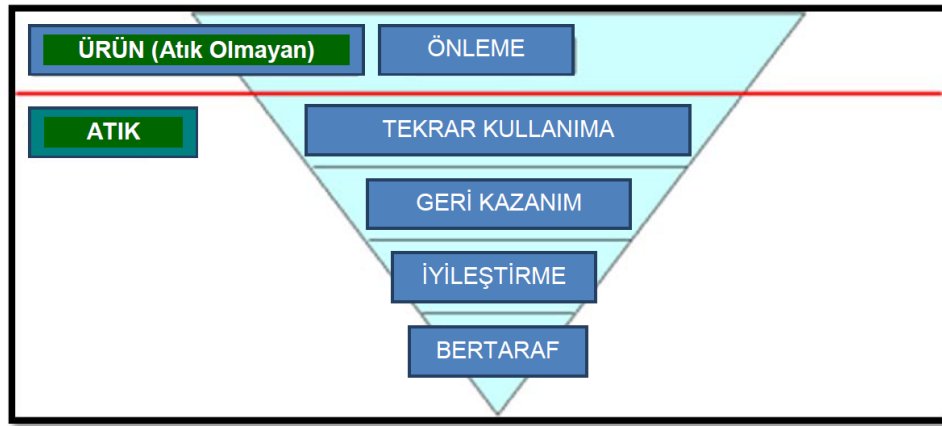 ÜRÜN (Atık Olmayan)
ÖNLEME
ATIK
TEKRAR KULLANIMA
GERİ KAZANIM
İYİLEŞTİRME
BERTARAF